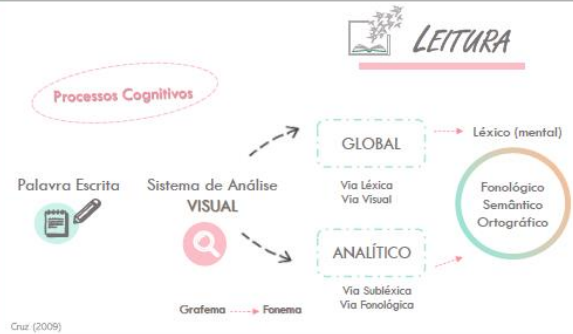 LEITURA
Processos Cognitivos
Palavra Escrita
Sistema de Análise
VISUAL
GLOBAL
Via Léxica
Via Visual
ANALÍTICO
Via Subléxica
Via Fonológica
Grafema
Fonema
Léxico (mental)
Fonológico
Semântico
Ortográfico
Cruz (2009)